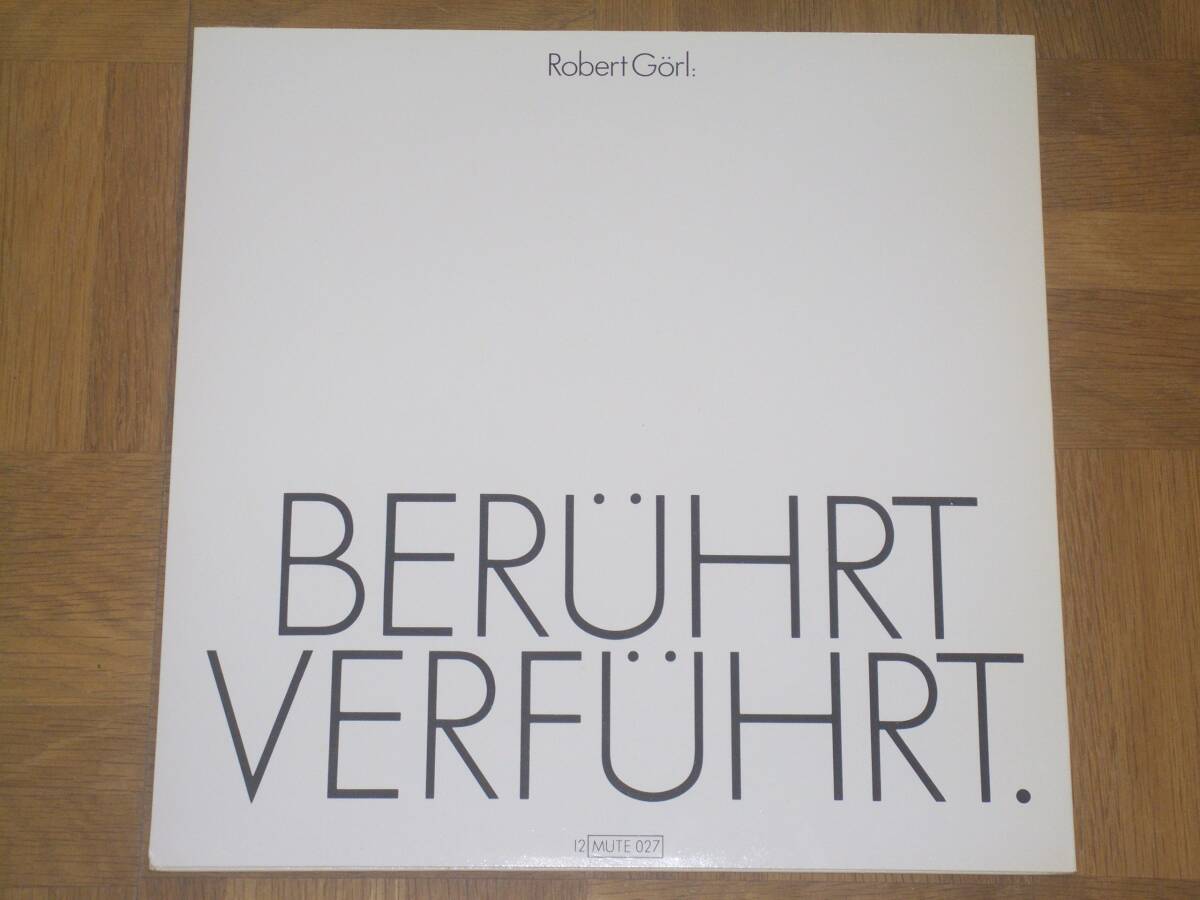 Robert Görl:
BERÜHRT
VERFÜHRT.
12 MUTE 027